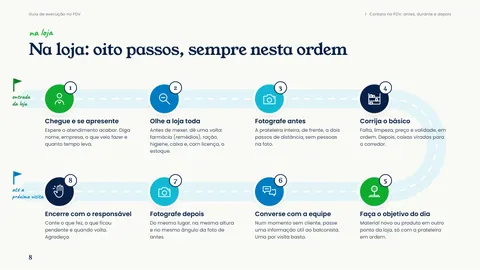 Guia de execução no PDV
| Contato no PDV: antes, durante e depois
na loja
Na loja: oito passos, sempre nesta ordem
entrada
da loja
1
2
3
4
Chegue e se apresente
Espere o atendimento acabar. Diga
nome, empresa, o que veio fazer e
quanto tempo leva.
Olhe a loja toda
Antes de mexer, dê uma volta:
farmácia (remédios), ração,
higiene, caixa e, com licença, o
estoque.
Fotografe antes
A prateleira inteira, de frente, a dois
passos de distância, sem pessoas
na foto.
Corrija o básico
Falta, limpeza, preço e validade, em
ordem. Depois, caixas viradas para
o corredor.
até a
próxima visita
8
7
6
5
Encerre com o responsável
Conte o que fez, o que ficou
pendente e quando volta.
Agradeça.
Fotografe depois
Do mesmo lugar, na mesma altura
e no mesmo ângulo da foto de
antes.
Converse com a equipe
Num momento sem cliente, passe
uma informação útil ao balconista.
Uma por visita basta.
Faça o objetivo do dia
Material novo ou produto em outro
ponto da loja, só com a prateleira
em ordem.
8